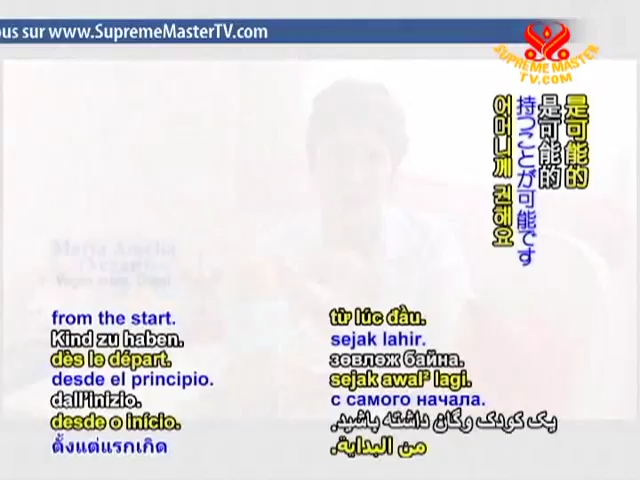 ous sur www.SupremeMasterTV.com
SUPREME MASTER
TV.COM
是可能的
是可能的
持つことが可能です
어머니께 권해요
from the start.
Kind zu haben.
dès le départ.
desde el principio.
dall'inizio.
desde o início.
ตั้งแต่แรกเกิด
từ lúc đầu.
sejak lahir.
зөвлөж байна.
sejak awal² lagi.
с самого начала.
یک کودک وگان داشته باشید.
من البداية.